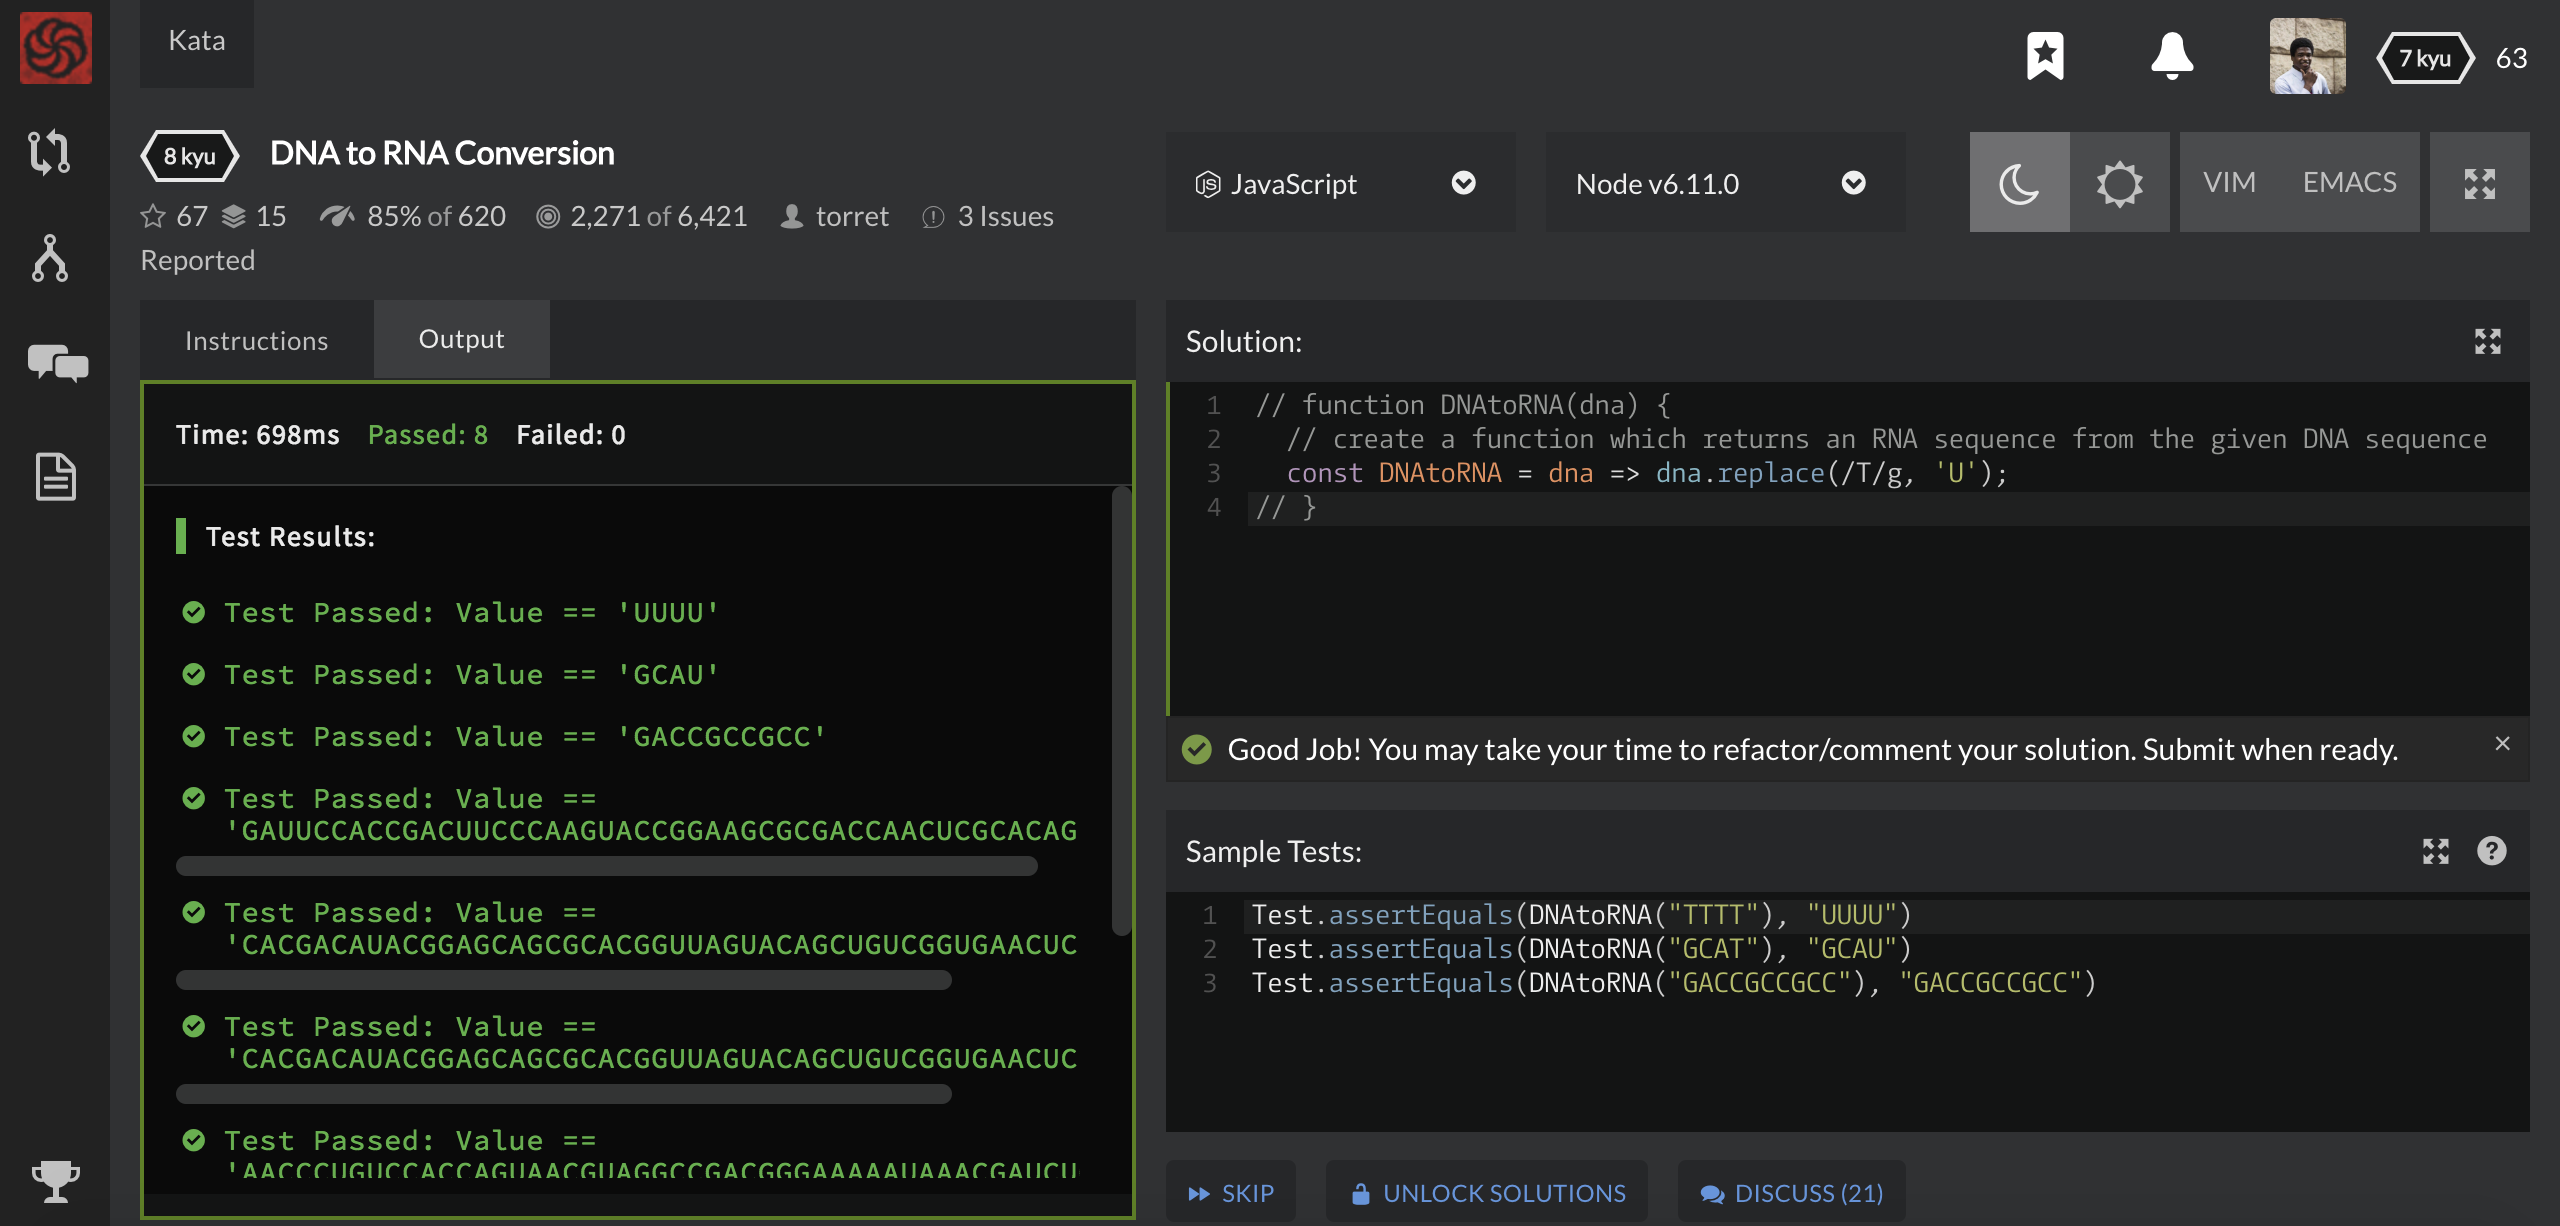 Kata
7 kyu
63
8 kyu
DNA to RNA Conversion
67 15 85% of 620 2,271 of 6,421 torret 3 Issues
Reported
JavaScript
Node v6.11.0
VIM
EMACS
Instructions
Output
Time: 698ms Passed: 8 Failed: 0
Test Results:
Test Passed: Value == 'UUUU'
Test Passed: Value == 'GCAU'
Test Passed: Value == 'GACCGCCGCC'
Test Passed: Value ==
'GAUUCCACCGACUUCCCAAGUACCGGAAGCGCGACCAACUCGCACAG
Test Passed: Value ==
'CACGACAUACGGAGCAGCGCACGGUUAGUACAGCUGUCGGUGAACUC
Test Passed: Value ==
'CACGACAUACGGAGCAGCGCACGGUUAGUACAGCUGUCGGUGAACUC
Test Passed: Value ==
'AACCCUGUCCACCAGUAACGUAGGCCGACGGGAAAAAUAAACGAUCU
Solution:
1 // function DNAtoRNA(dna) {
2 // create a function which returns an RNA sequence from the given DNA sequence
3 const DNAtoRNA = dna => dna.replace(/T/g, 'U');
4 // }
Good Job! You may take your time to refactor/comment your solution. Submit when ready.
Sample Tests:
1 Test.assertEquals(DNAtoRNA("TTTT"), "UUUU")
2 Test.assertEquals(DNAtoRNA("GCAT"), "GCAU")
3 Test.assertEquals(DNAtoRNA("GACCGCCGCC"), "GACCGCCGCC")
SKIP
UNLOCK SOLUTIONS
DISCUSS (21)